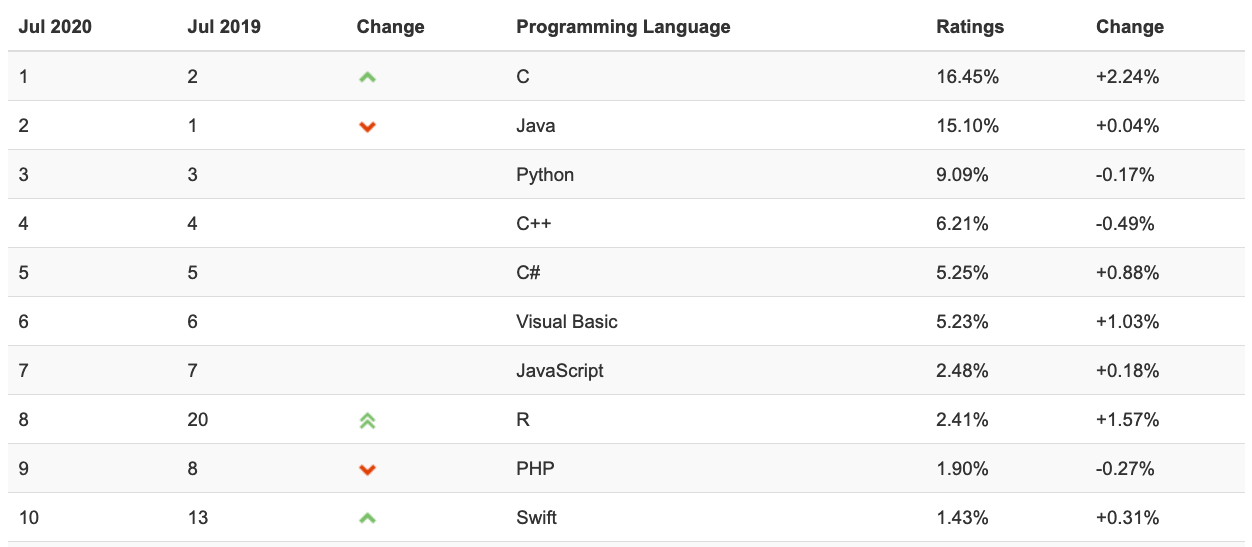 Jul 2020 Jul 2019 Change Programming Language Ratings Change
1 2 C 16.45% +2.24%
2 1 Java 15.10% +0.04%
3 3 Python 9.09% -0.17%
4 4 C++ 6.21% -0.49%
5 5 C# 5.25% +0.88%
6 6 Visual Basic 5.23% +1.03%
7 7 JavaScript 2.48% +0.18%
8 20 R 2.41% +1.57%
9 8 PHP 1.90% -0.27%
10 13 Swift 1.43% +0.31%